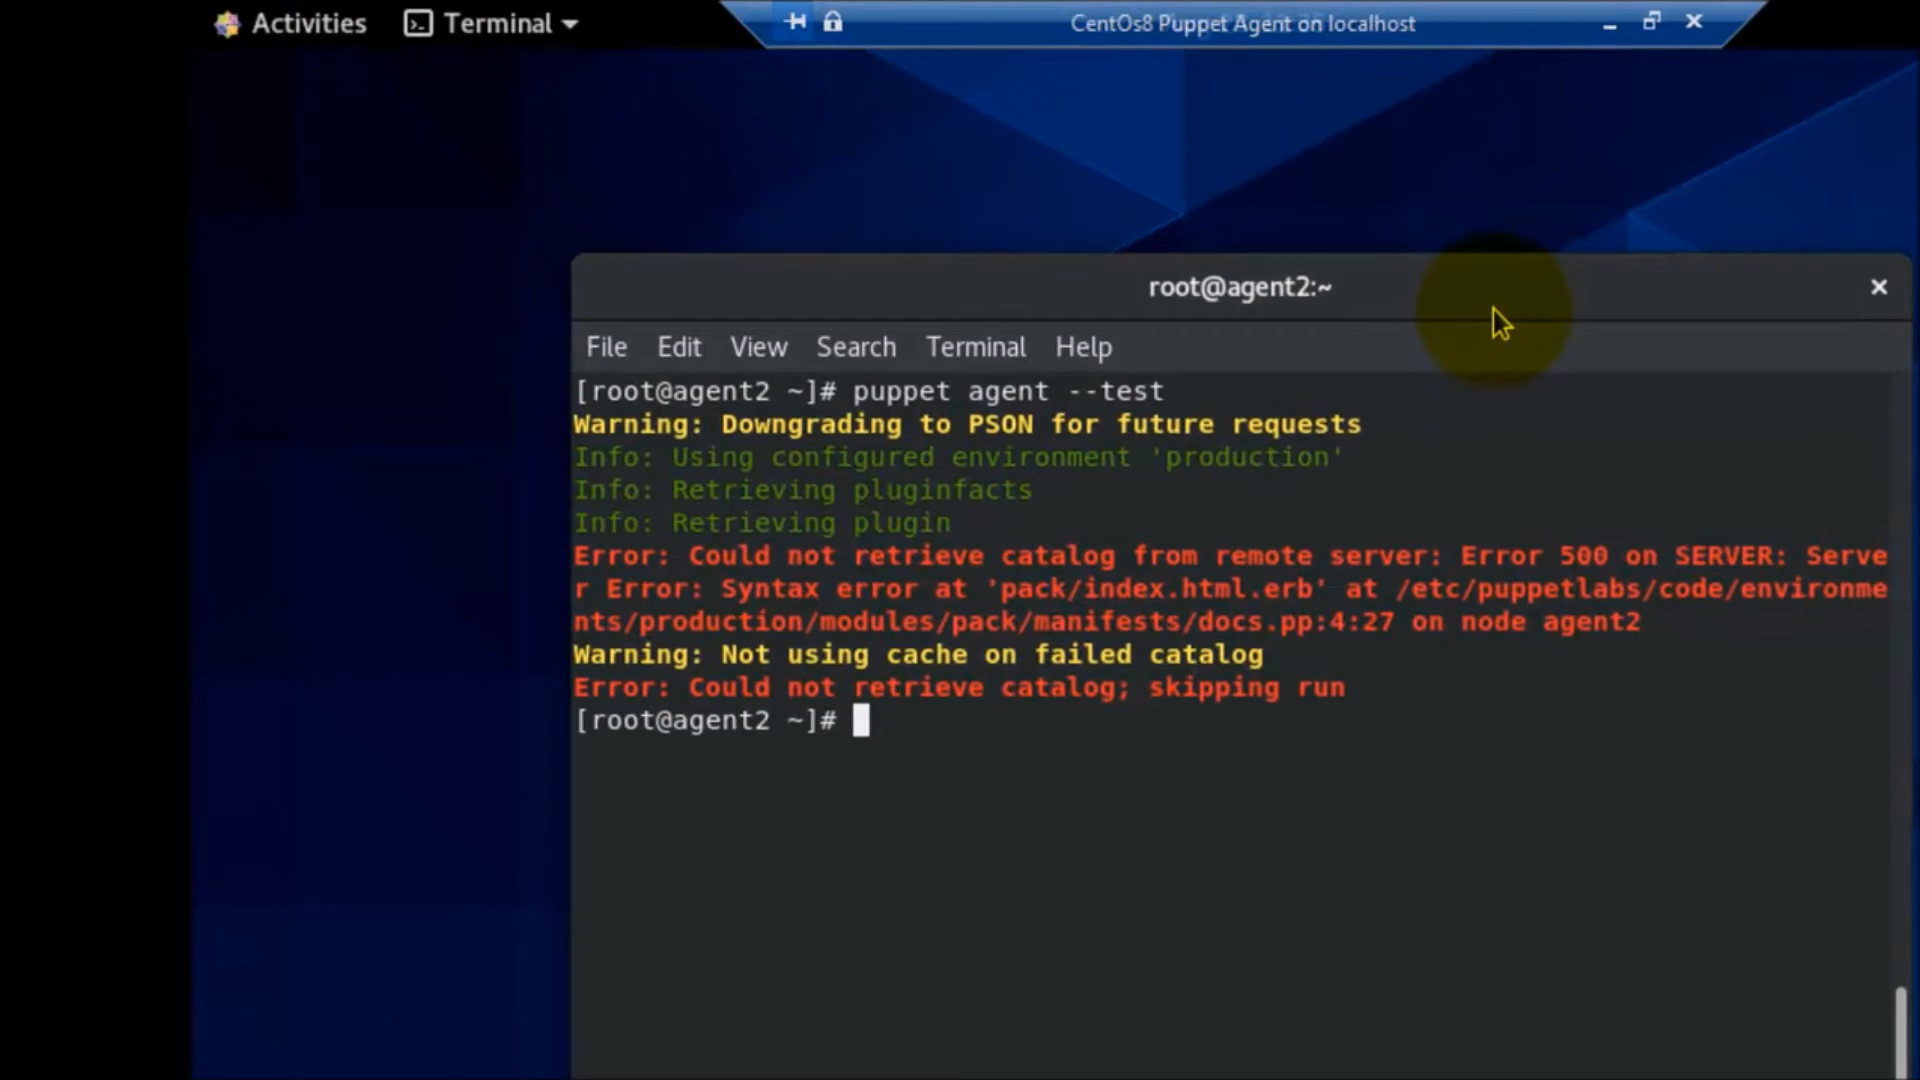 Activities Terminal CentOs8 Puppet Agent on localhost
root@agent2:~
File Edit View Search Terminal Help
[root@agent2 ~]# puppet agent --test
Warning: Downgrading to PSON for future requests
Info: Using configured environment 'production'
Info: Retrieving pluginfacts
Info: Retrieving plugin
Error: Could not retrieve catalog from remote server: Error 500 on SERVER: Serve
r Error: Syntax error at 'pack/index.html.erb' at /etc/puppetlabs/code/environme
nts/production/modules/pack/manifests/docs.pp:4:27 on node agent2
Warning: Not using cache on failed catalog
Error: Could not retrieve catalog; skipping run
[root@agent2 ~]#